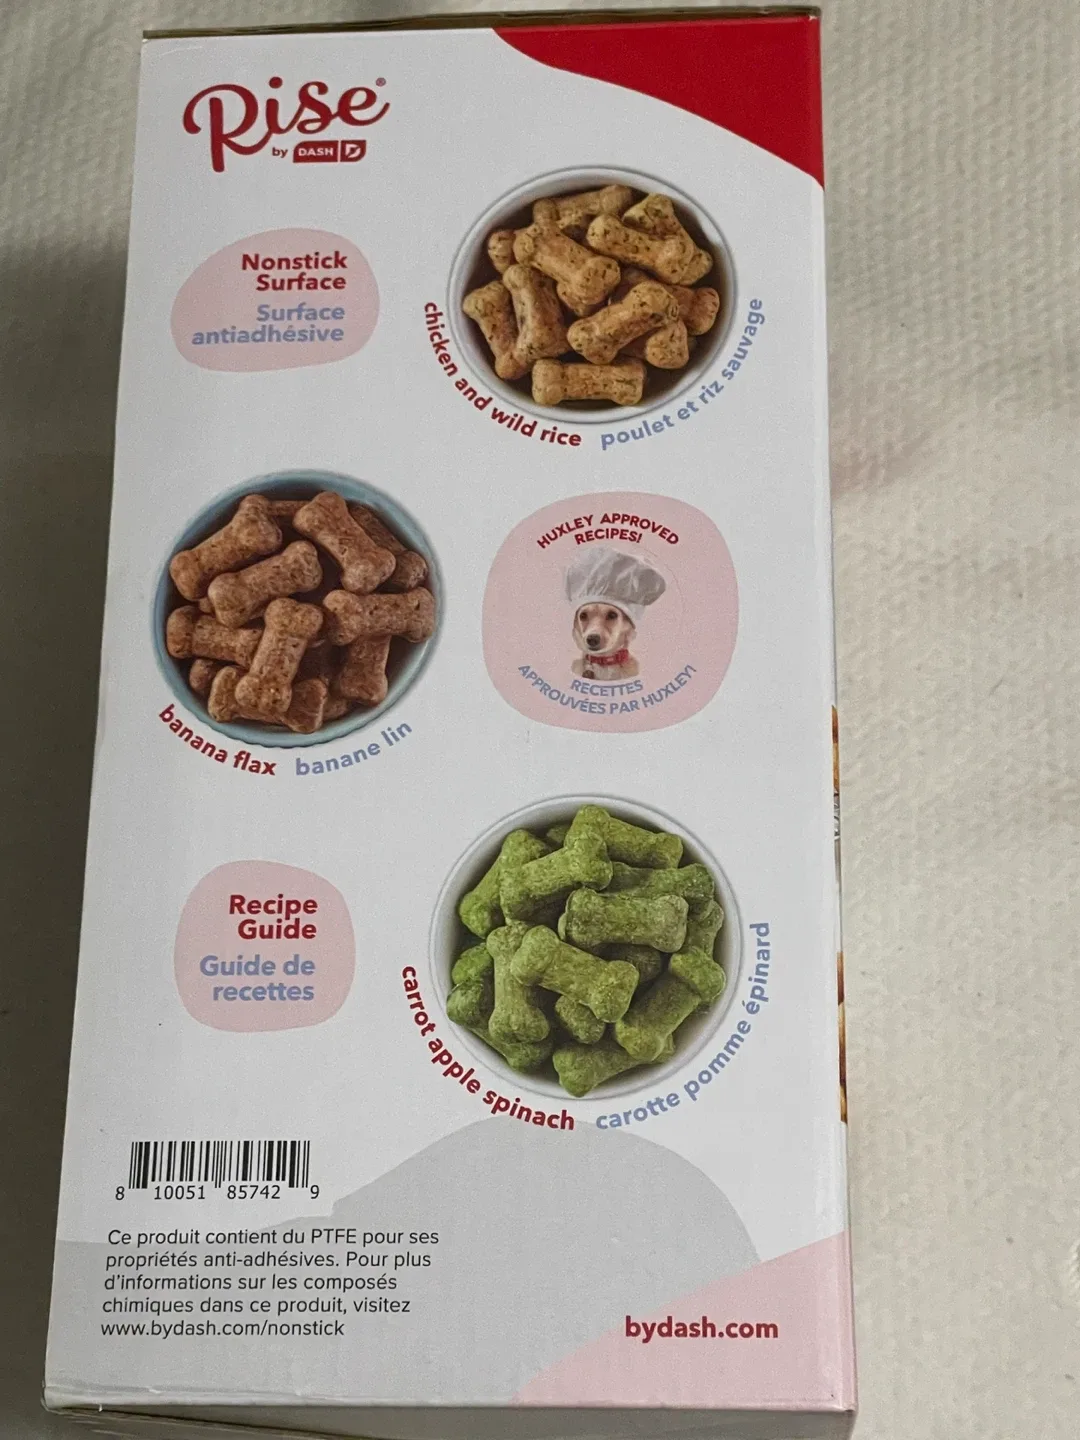 Rise®
by DASH
Nonstick
Surface
Surface
antiadhésive
chicken and wild rice
poulet et riz sauvage
HUXLEY APPROVED
RECIPES!
RECETTES
APPROUVÉES PAR HUXLEY!
banana flax
banane lin
Recipe
Guide
Guide de
recettes
carrot apple spinach
carotte pomme épinard
8 10051 85742 9
Ce produit contient du PTFE pour ses
propriétés anti-adhésives. Pour plus
d'informations sur les composés
chimiques dans ce produit, visitez
www.bydash.com/nonstick
bydash.com